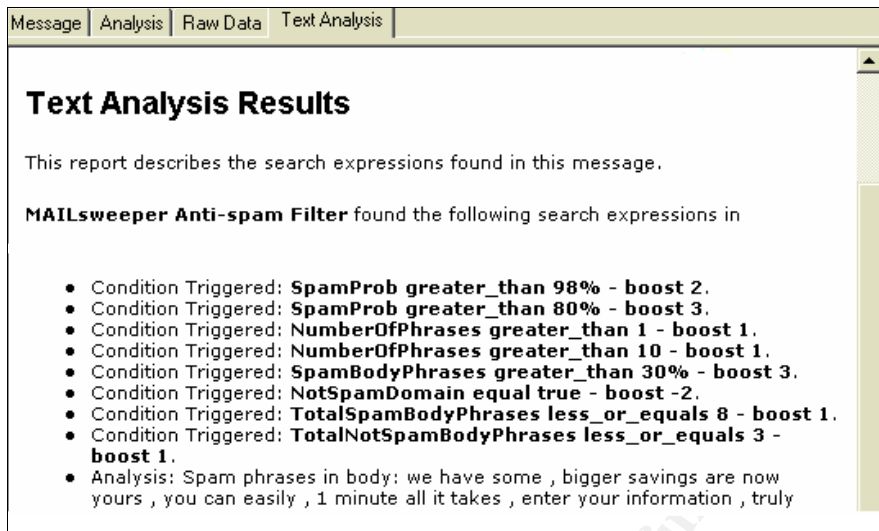 Message Analysis Raw Data Text Analysis
Text Analysis Results
This report describes the search expressions found in this message.
MAILsweeper Anti-spam Filter found the following search expressions in
Condition Triggered: SpamProb greater_than 98% - boost 2.
Condition Triggered: SpamProb greater_than 80% - boost 3.
Condition Triggered: NumberOfPhrases greater_than 1 - boost 1.
Condition Triggered: NumberOfPhrases greater_than 10 - boost 1.
Condition Triggered: SpamBodyPhrases greater_than 30% - boost 3.
Condition Triggered: NotSpamDomain equal true - boost -2.
Condition Triggered: TotalSpamBodyPhrases less_or_equals 8 - boost 1.
Condition Triggered: TotalNotSpamBodyPhrases less_or_equals 3 -
boost 1.
Analysis: Spam phrases in body: we have some , bigger savings are now
yours , you can easily , 1 minute all it takes , enter your information , truly